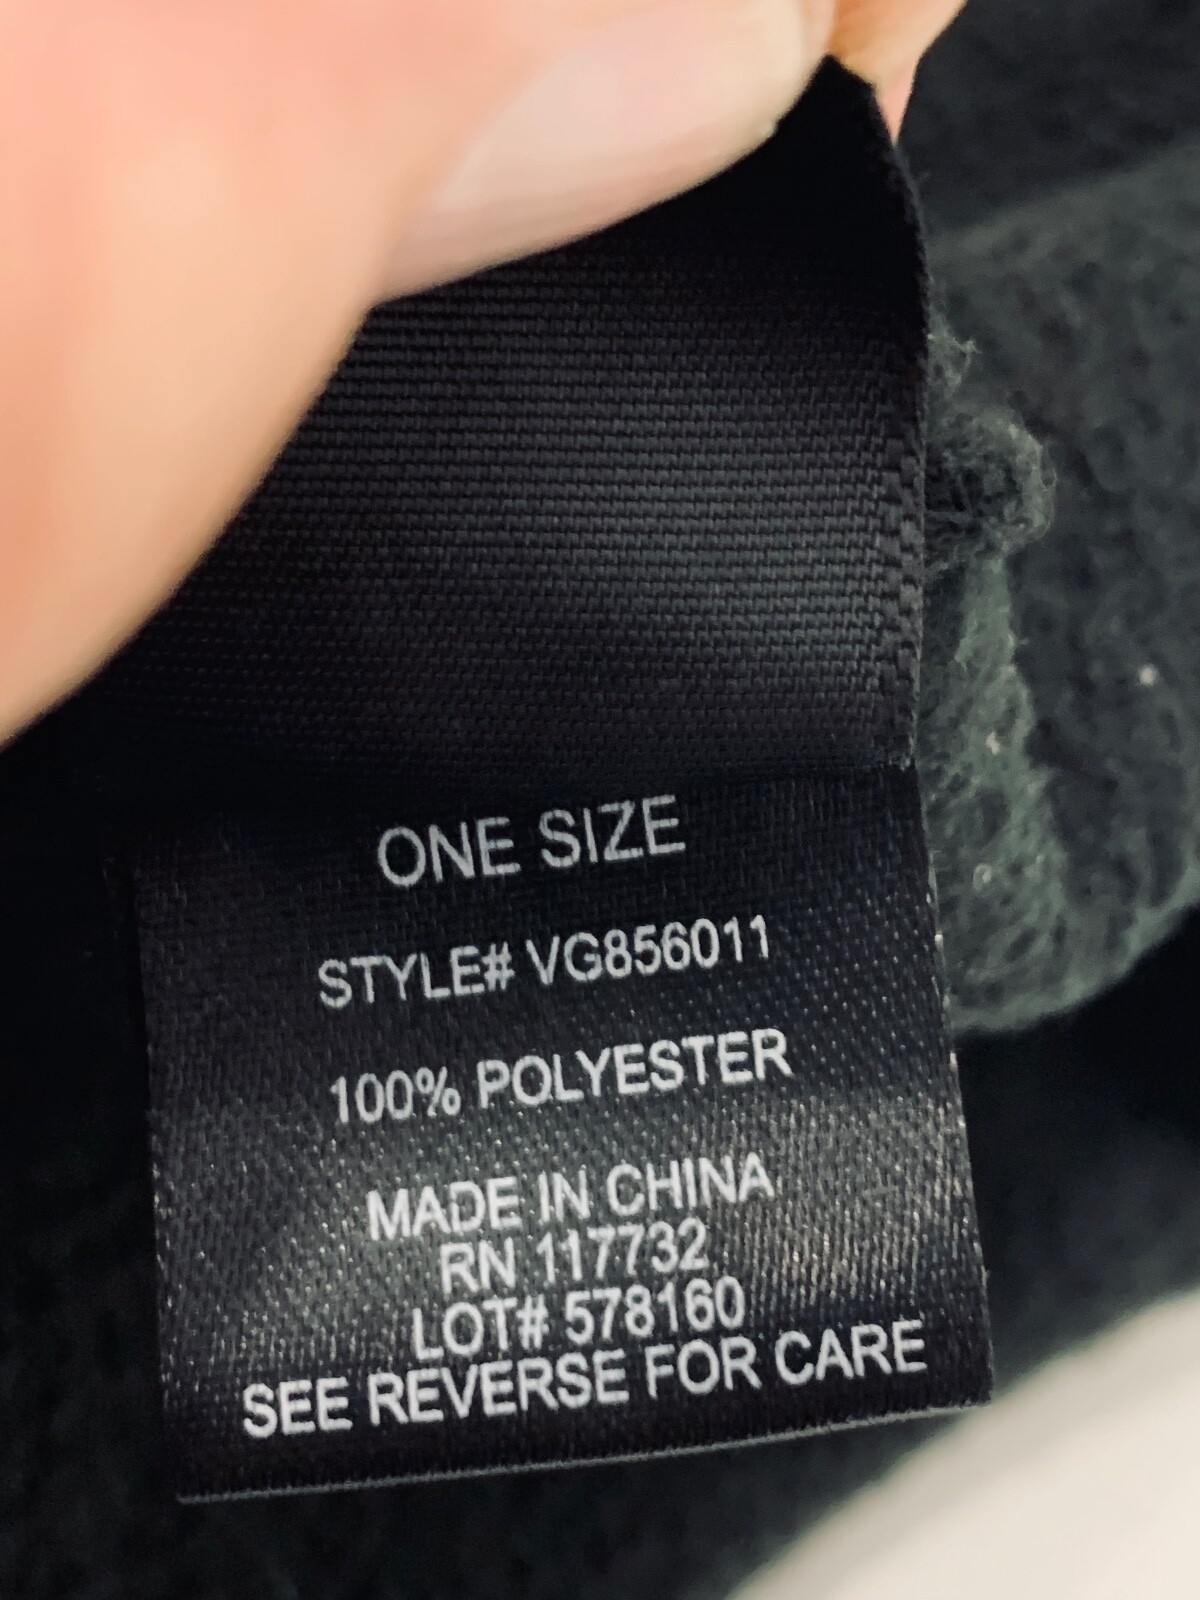 ONE SIZE
STYLE# VG856011
100% POLYESTER
MADE IN CHINA
RN 117732
LOT# 578160
SEE REVERSE FOR CARE